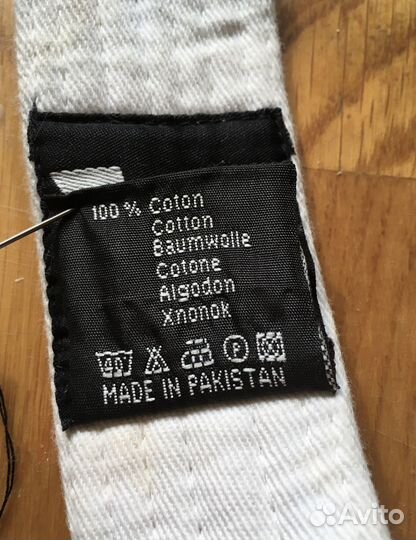 100 % Coton
Cotton
Baumwolle
Cotone
Algodon
Xnonok
MADE IN PAKISTAN
Avito